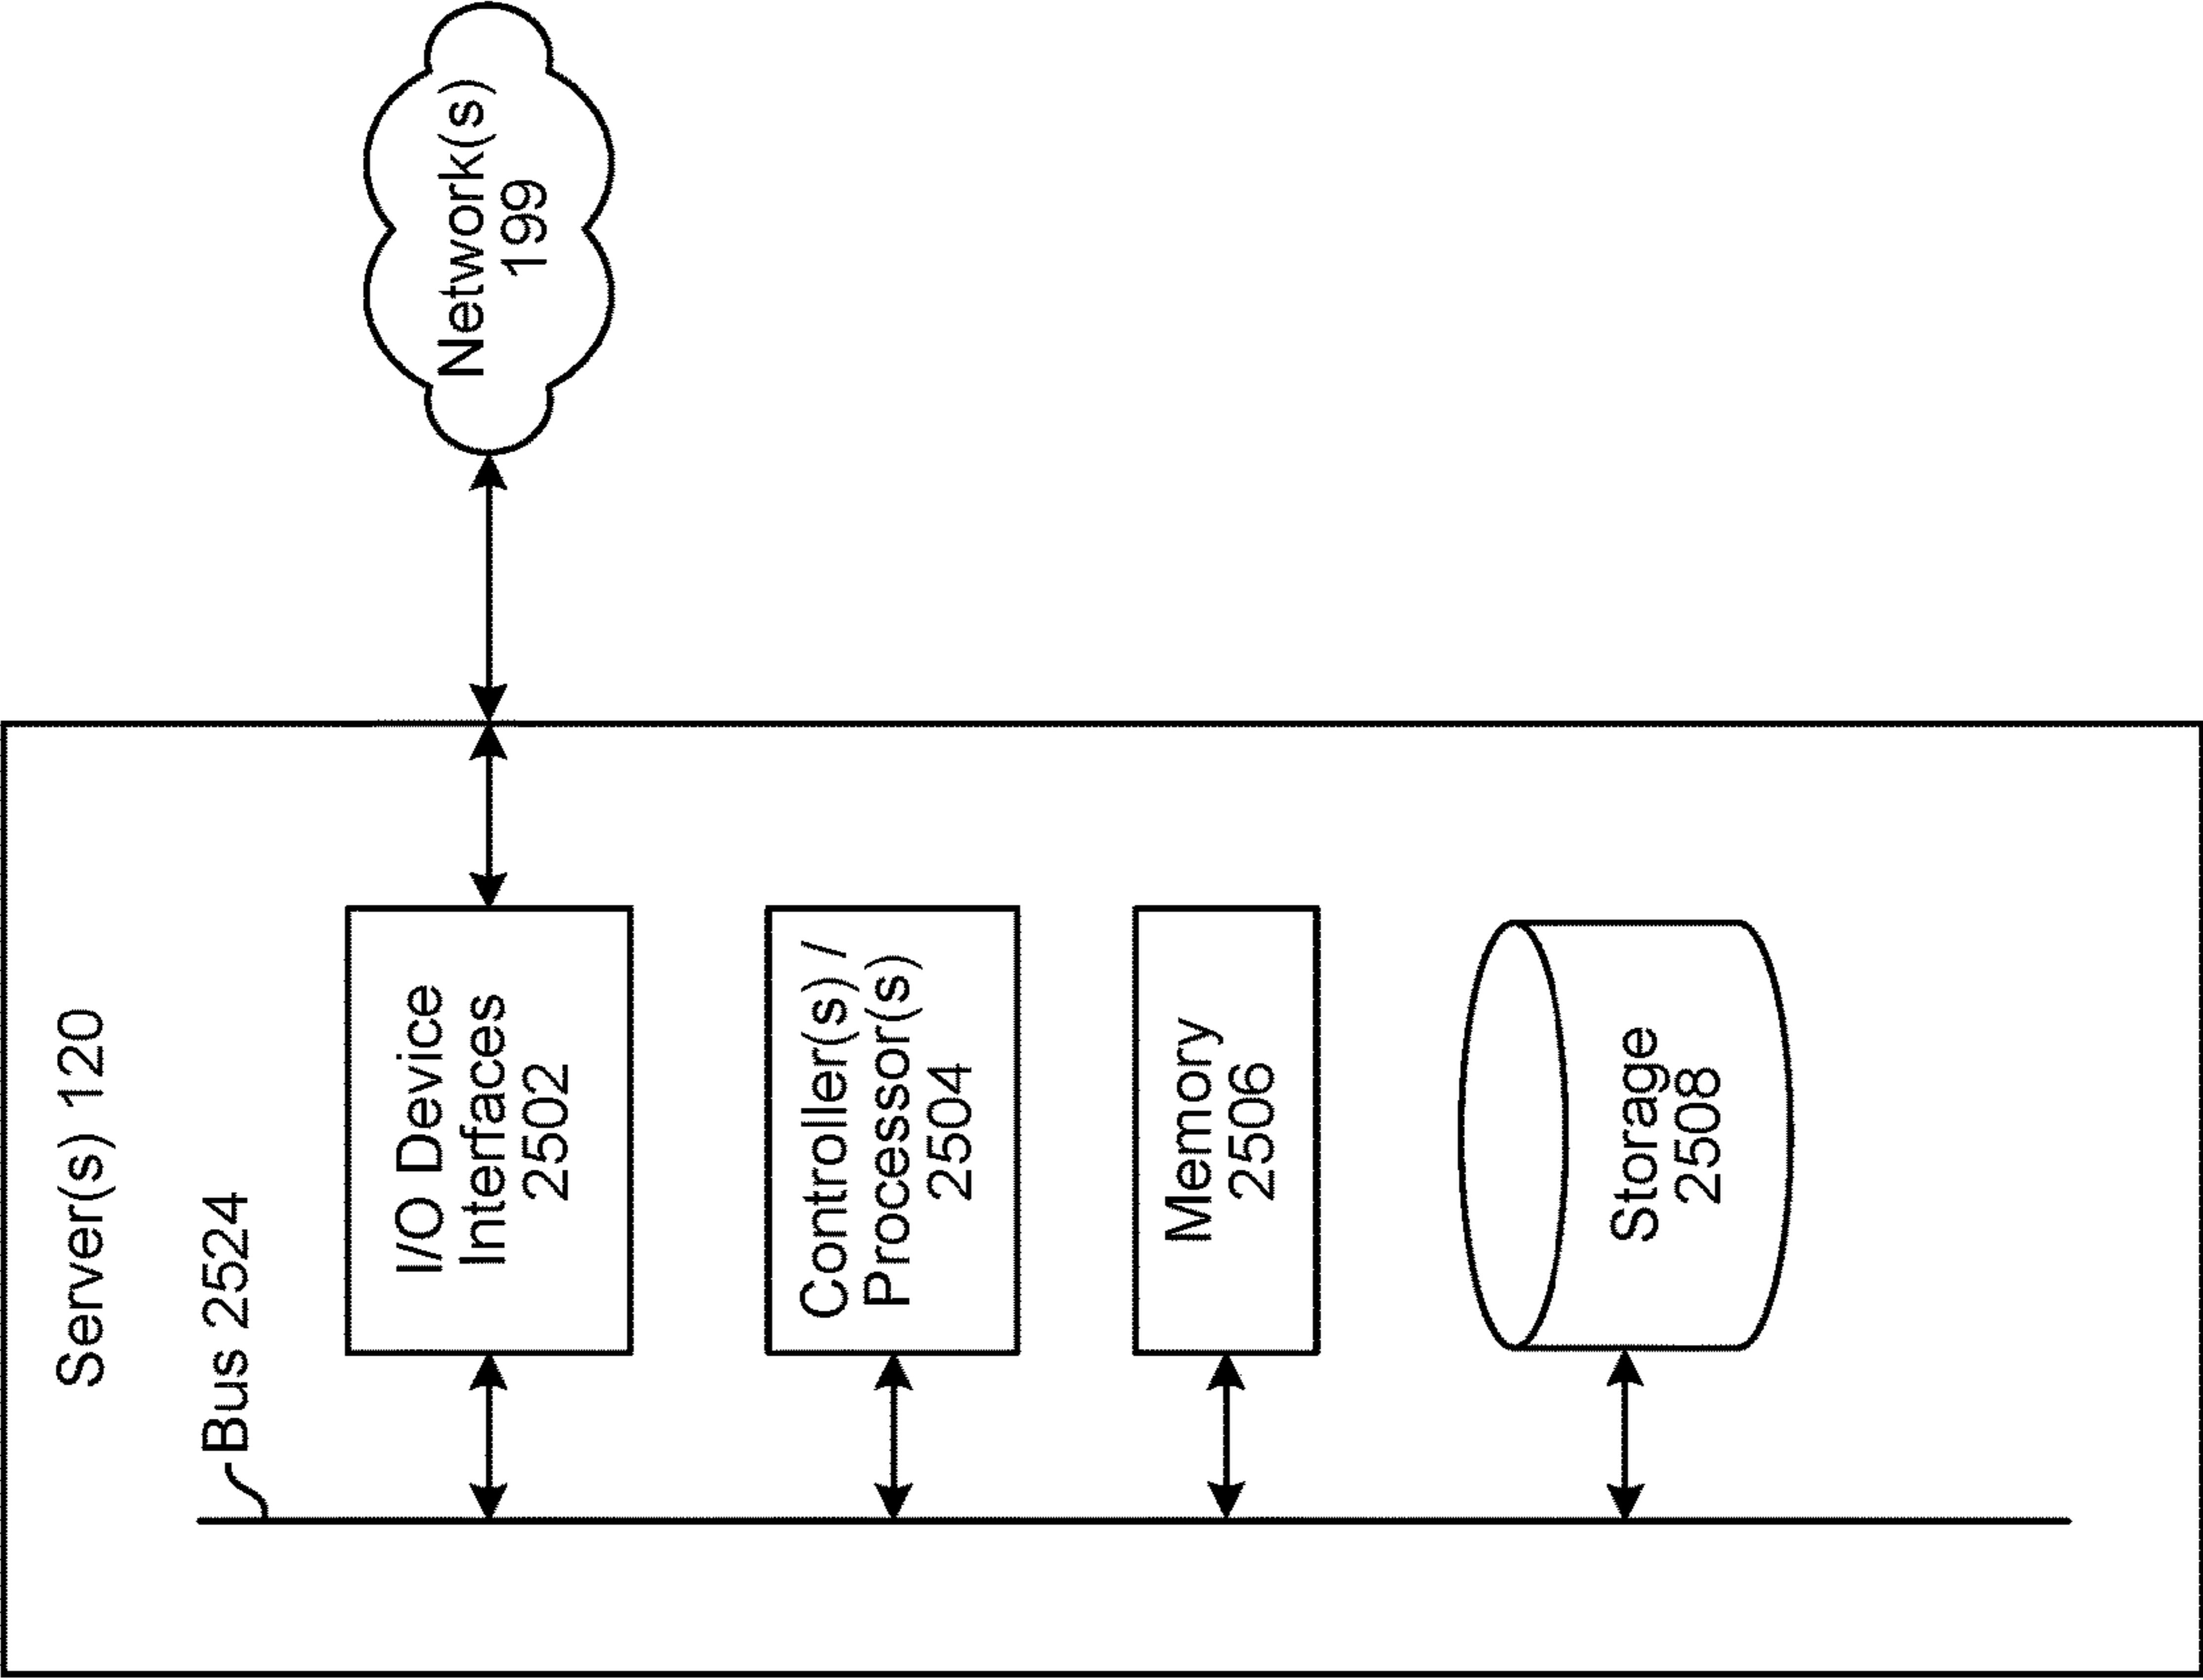 Server(s) 120
Bus 2524
I/O Device
Interfaces
2502
Controller(s) /
Processor(s)
2504
Memory
2506
Storage
2508
Network(s)
199